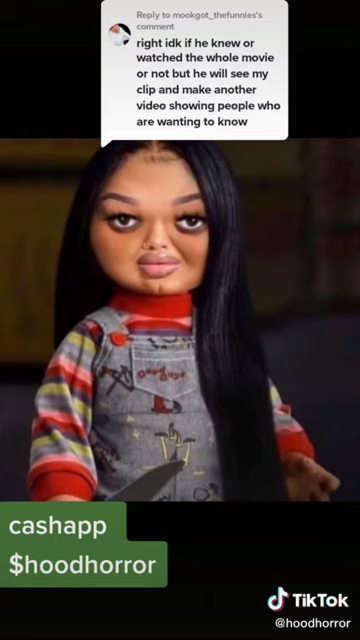 Reply to mookgot_thefunnies's
comment
right idk if he knew or
watched the whole movie
or not but he will see my
clip and make another
video showing people who
are wanting to know
Good Guys
cashapp
$hoodhorror
TikTok
@hoodhorror